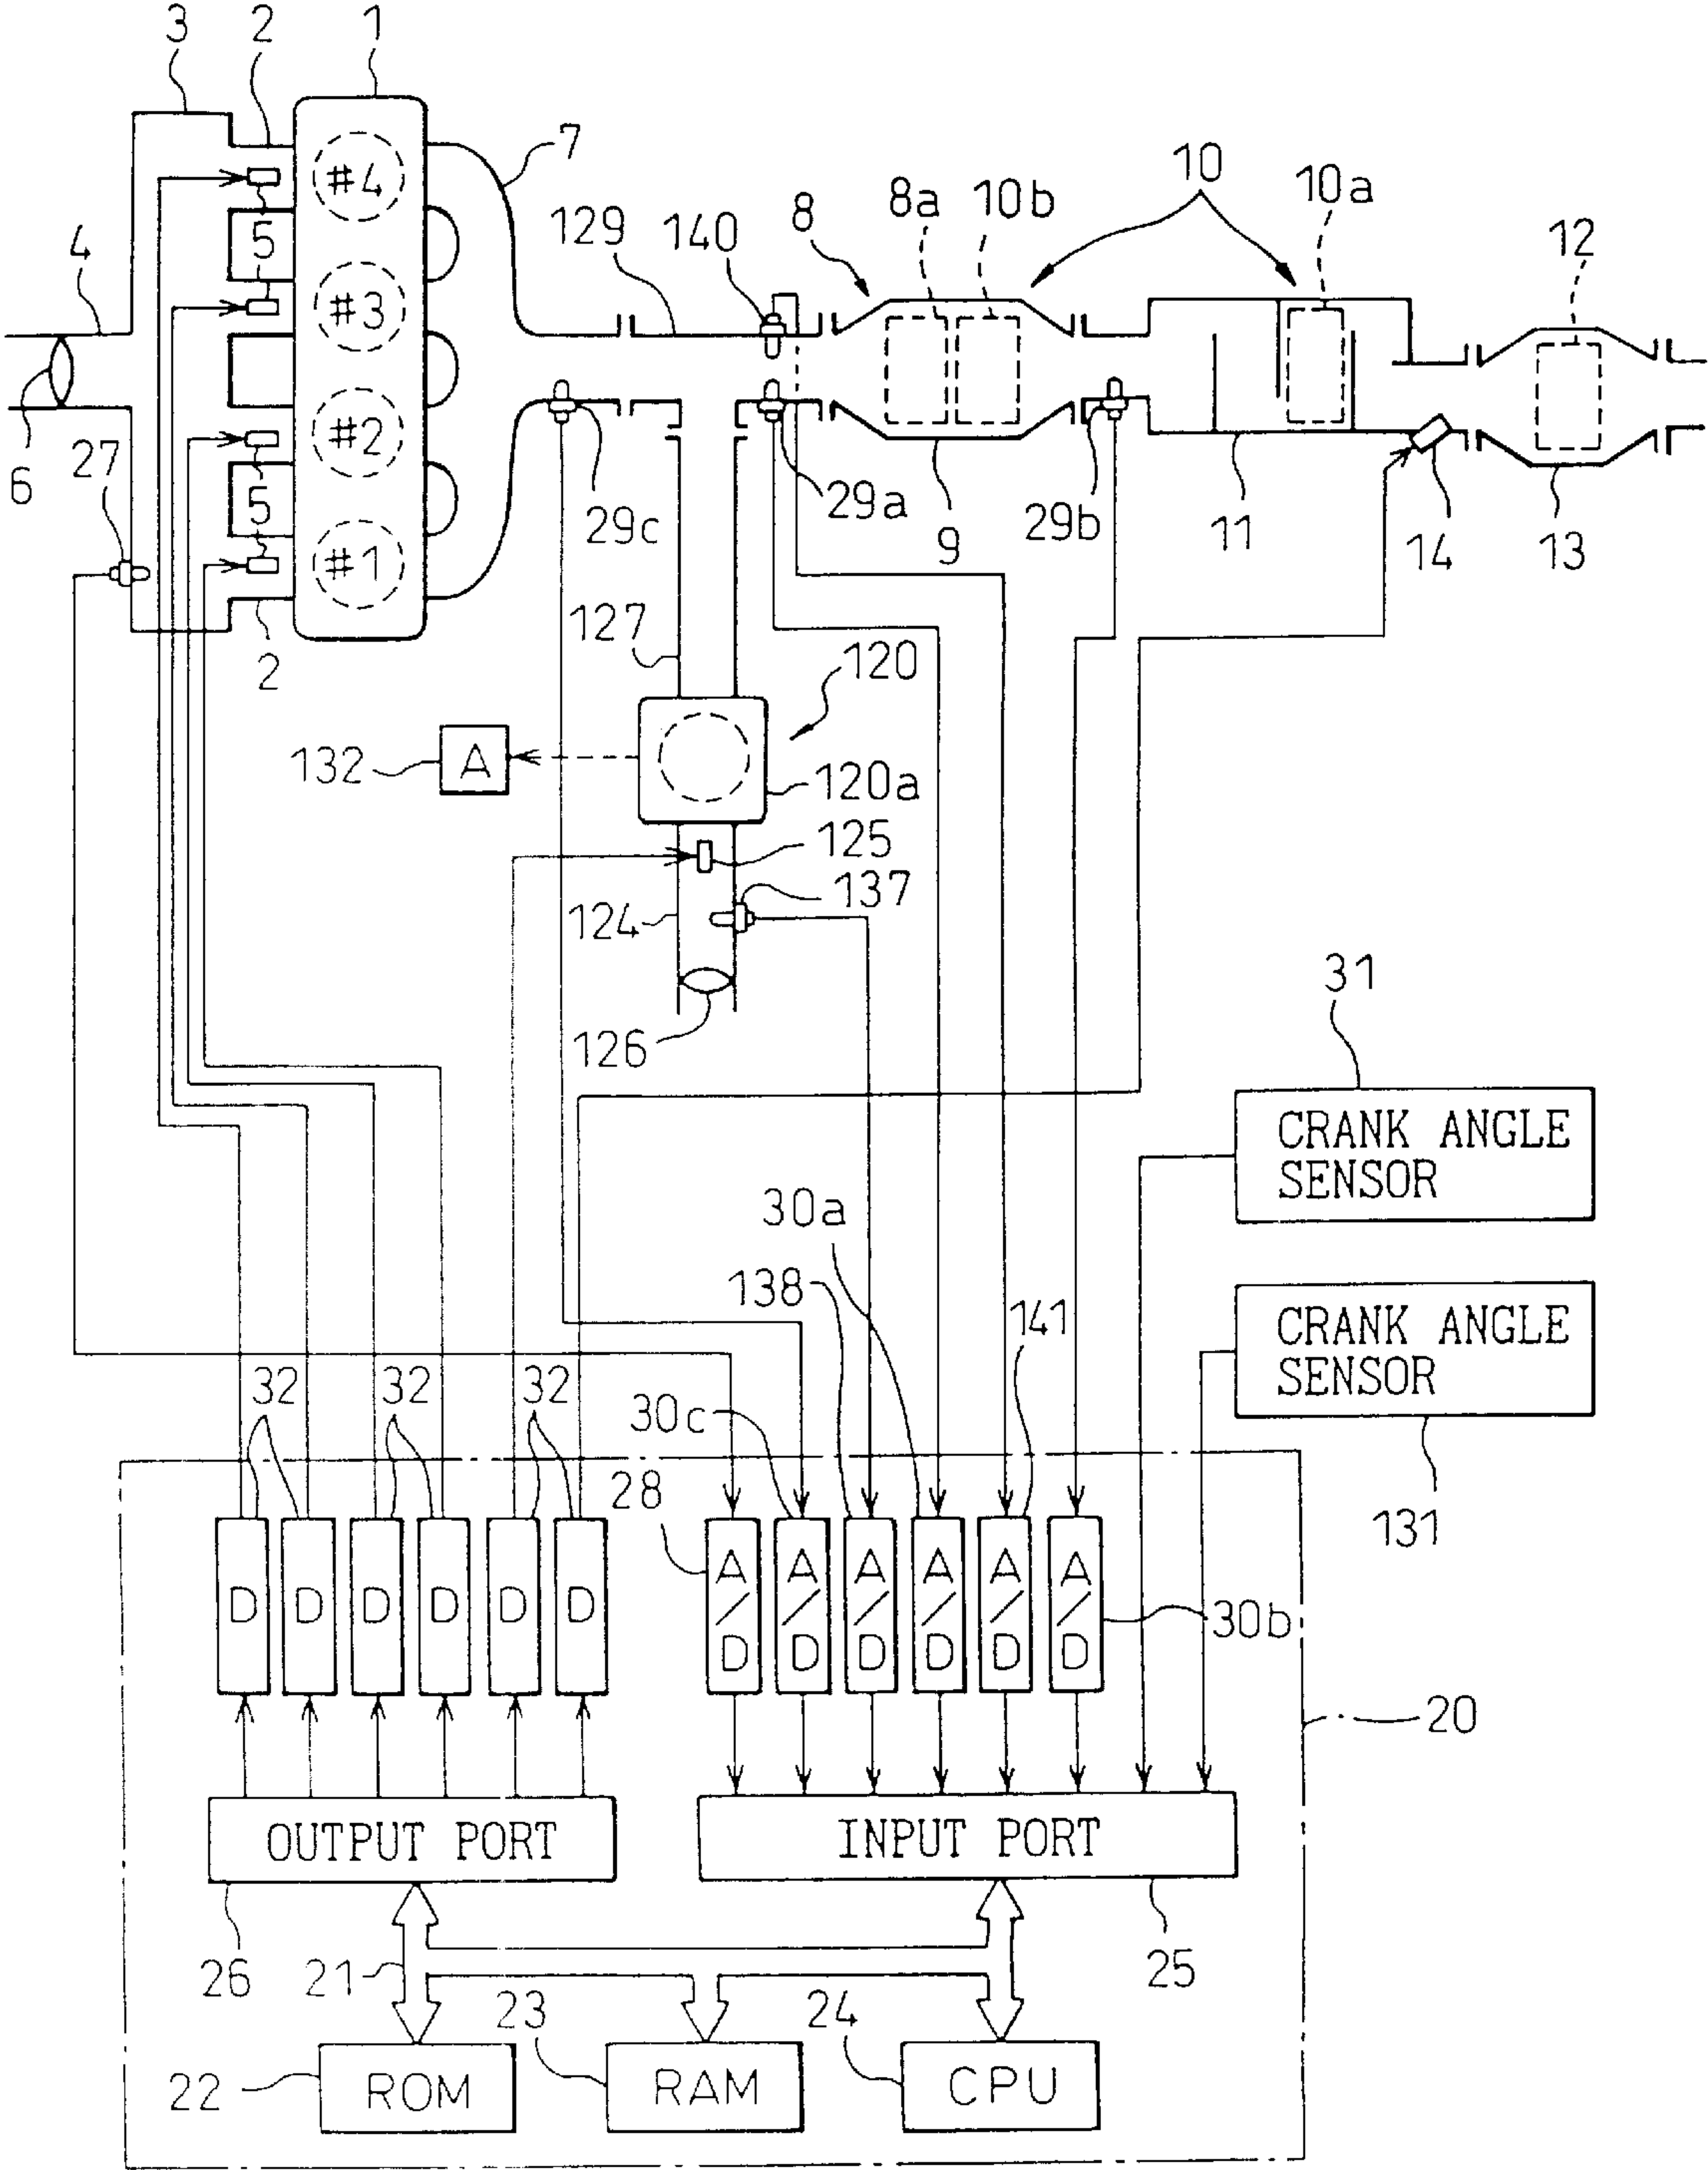 3 2 1
#4
7
10
10a
8a 10b
8
5
4
129 140
12
#3
6
27
#2
5
29c
29a
9
29b
11
14
13
#1
2
127
120
132
A
120a
125
137
124
126
31
CRANK ANGLE
SENSOR
30a
138
141
CRANK ANGLE
SENSOR
131
32 32 32
30c
28
D D D D D D
A/D A/D A/D A/D A/D A/D
30b
20
OUTPUT PORT
INPUT PORT
26
21
25
23
24
22
ROM
RAM
CPU